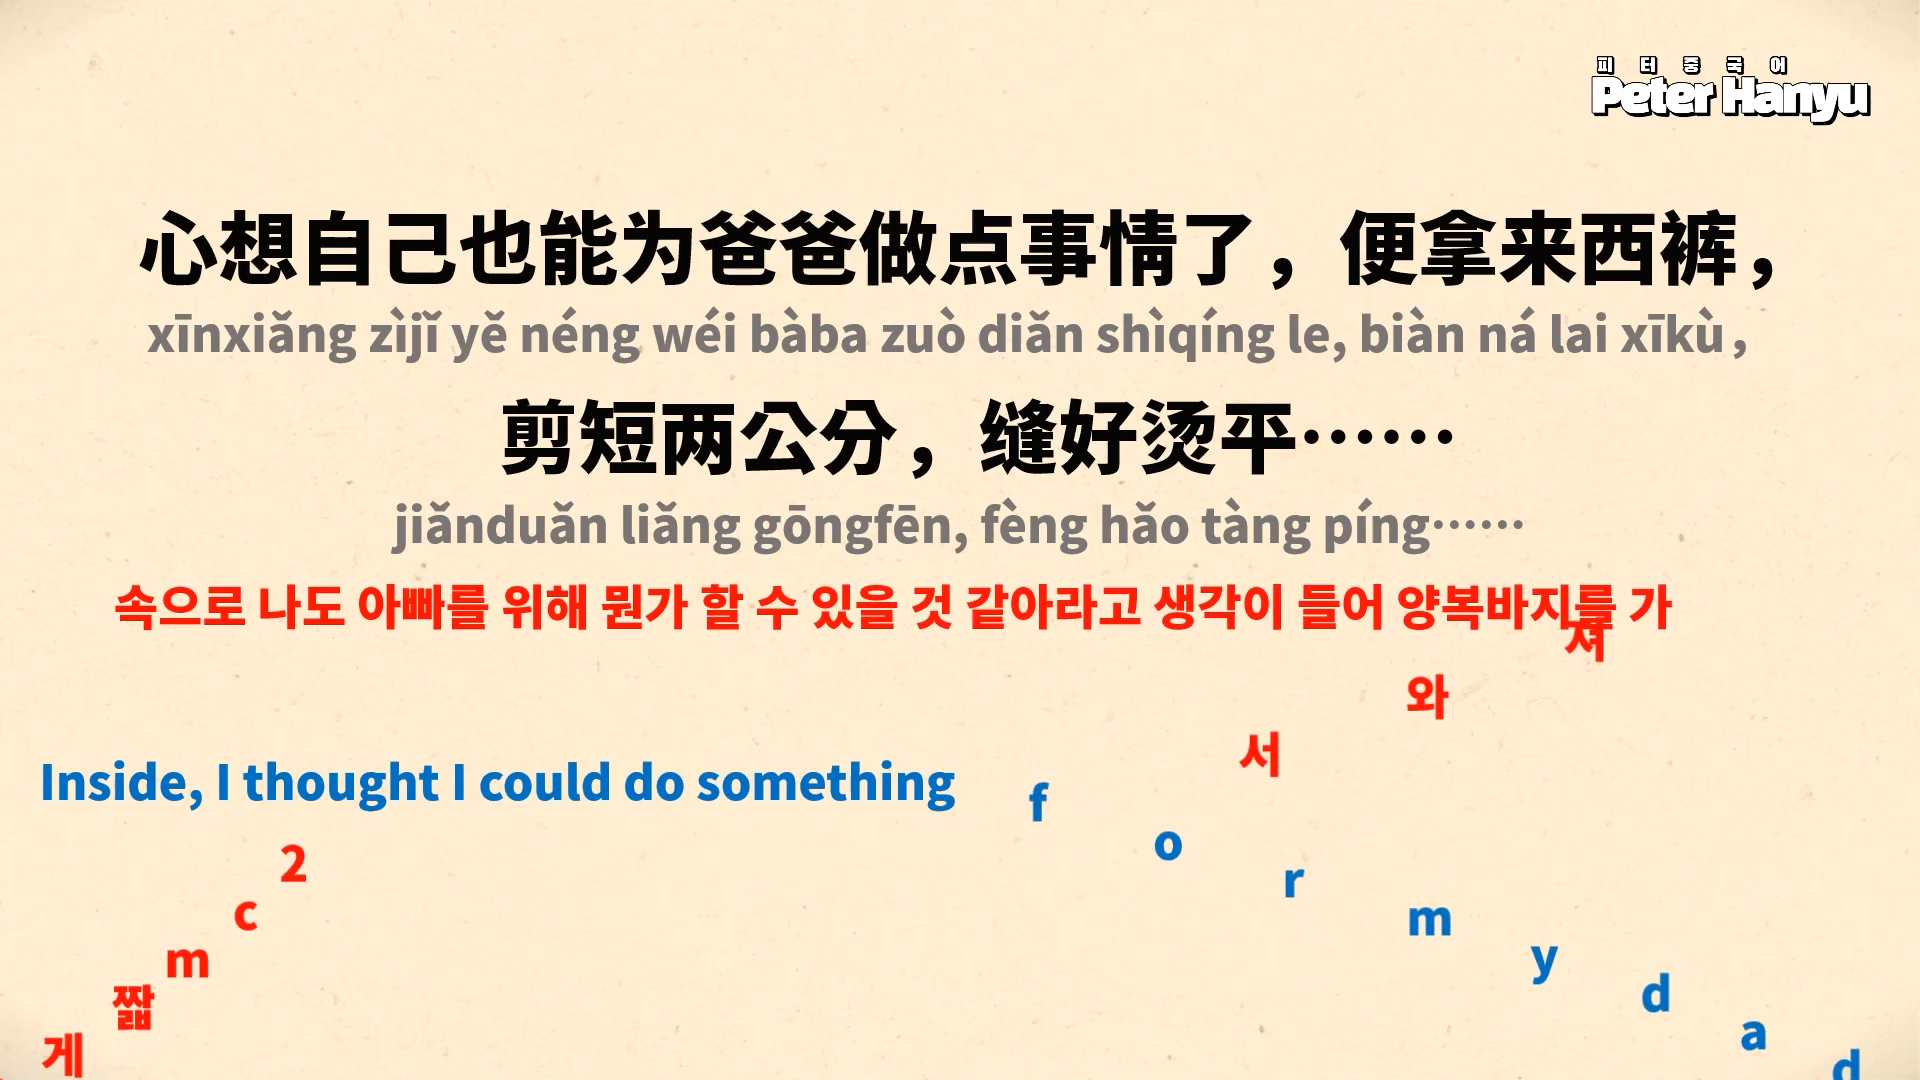 피터중국어
Peter Hanyu
心想自己也能为爸爸做点事情了，便拿来西裤，
xīnxiǎng zìjǐ yě néng wéi bàba zuò diǎn shìqíng le, biàn ná lai xīkù，
剪短两公分，缝好烫平……
jiǎnduǎn liǎng gōngfēn, fèng hǎo tàng píng……
속으로 나도 아빠를 위해 뭔가 할 수 있을 것 같아라고 생각이 들어 양복바지를 가져와서
2cm짧게
Inside, I thought I could do something for my dad